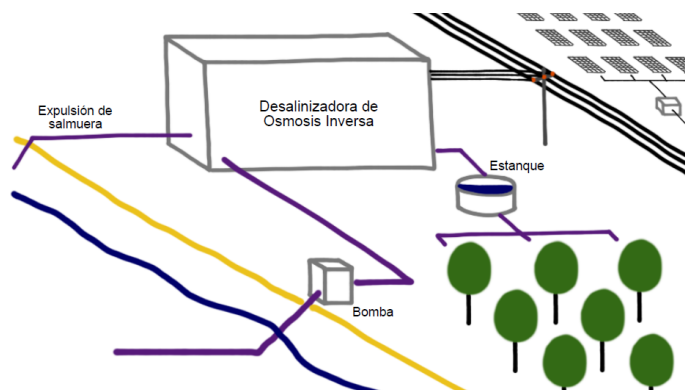 Desalinizadora de
Osmosis Inversa
Expulsión de
salmuera
Estanque
Bomba